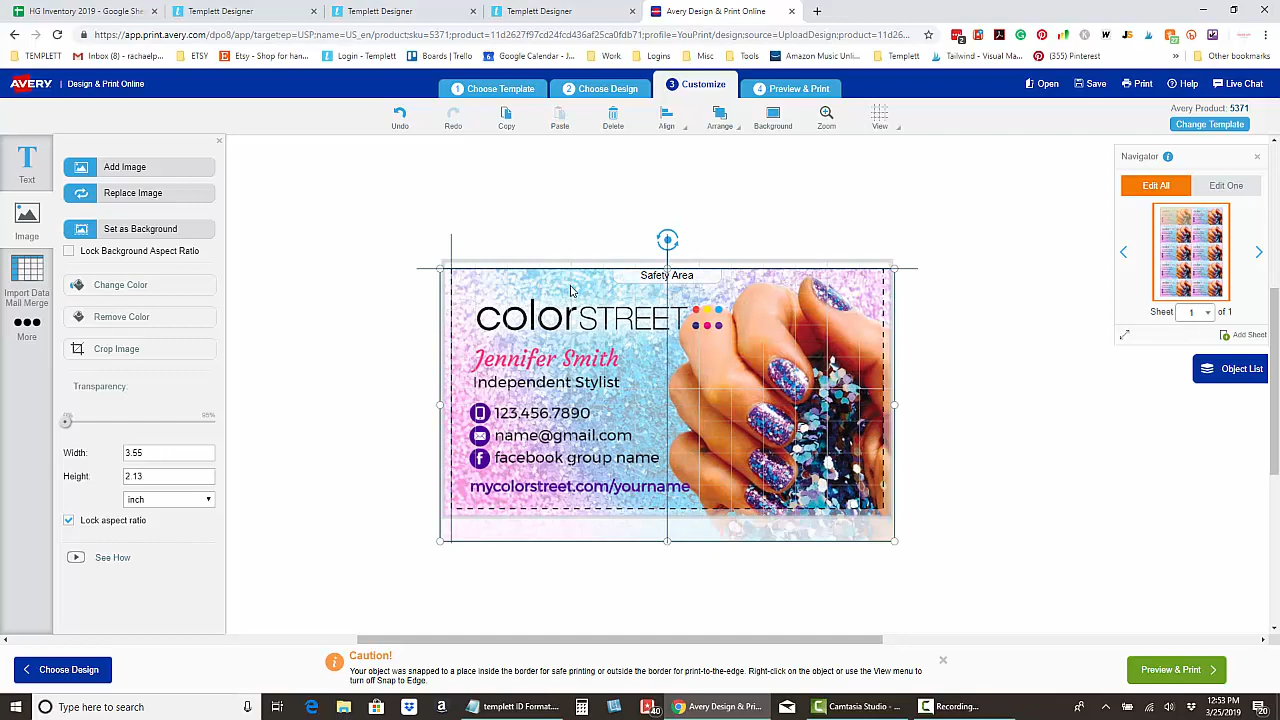 HG Inventory 2019 - Google She
Templett Designer
Templett Designer
Templett Designer
Avery Design & Print Online
https://app.print.avery.com/dpo8/app/targetep=USP;name=US_en/productsku=5371;product=11d2627f97cd24fcd436af25ca0fdb71;profile=YouPrint/design;source=UploadDesign;product=11d26...
TEMPLETT
Inbox (6)
Apps
bookmarks - rachaelp...
ETSY
Etsy - Shop for han...
Login - Templett
Boards | Trello
Google Calendar - J...
Work
Logins
Misc
Tools
Amazon Music Unl...
Templett
Tailwind - Visual Ma...
(355) Pinterest
Other bookmarks
AVERY Design & Print Online
1 Choose Template
2 Choose Design
3 Customize
4 Preview & Print
Open
Save
Print
Help
Live Chat
Undo
Redo
Copy
Paste
Delete
Align
Arrange
Background
Zoom
View
Avery Product: 5371
Change Template
Text
Image
Import Data
Mail Merge
More
Add Image
Replace Image
Set as Background
Lock Background Aspect Ratio
Change Color
Remove Color
Crop Image
Transparency:
0% 95%
Width: 3.55
Height: 2.13
inch
Lock aspect ratio
See How
Safety Area
colorSTREET
Jennifer Smith
Independent Stylist
123.456.7890
name@gmail.com
facebook group name
mycolorstreet.com/yourname
Navigator
Edit All
Edit One
Sheet 1 of 1
Add Sheet
Object List
Choose Design
Caution!
Your object was snapped to a place inside the border for safe printing or outside the border for print-to-the-edge. Right-click on the object or use the View menu to
turn off Snap to Edge.
Preview & Print
Type here to search
templett ID Format...
40
Avery Design & Pri...
Camtasia Studio - ...
Recording...
12:53 PM
3/25/2019